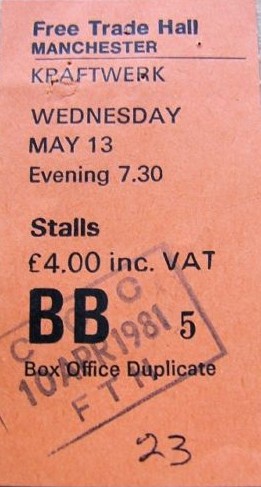 Free Trade Hall
MANCHESTER
KRAFTWERK
WEDNESDAY
MAY 13
Evening 7.30
Stalls
£4.00 inc. VAT
BB 5
C O C
10 APR 1981
F T H
Box Office Duplicate
23